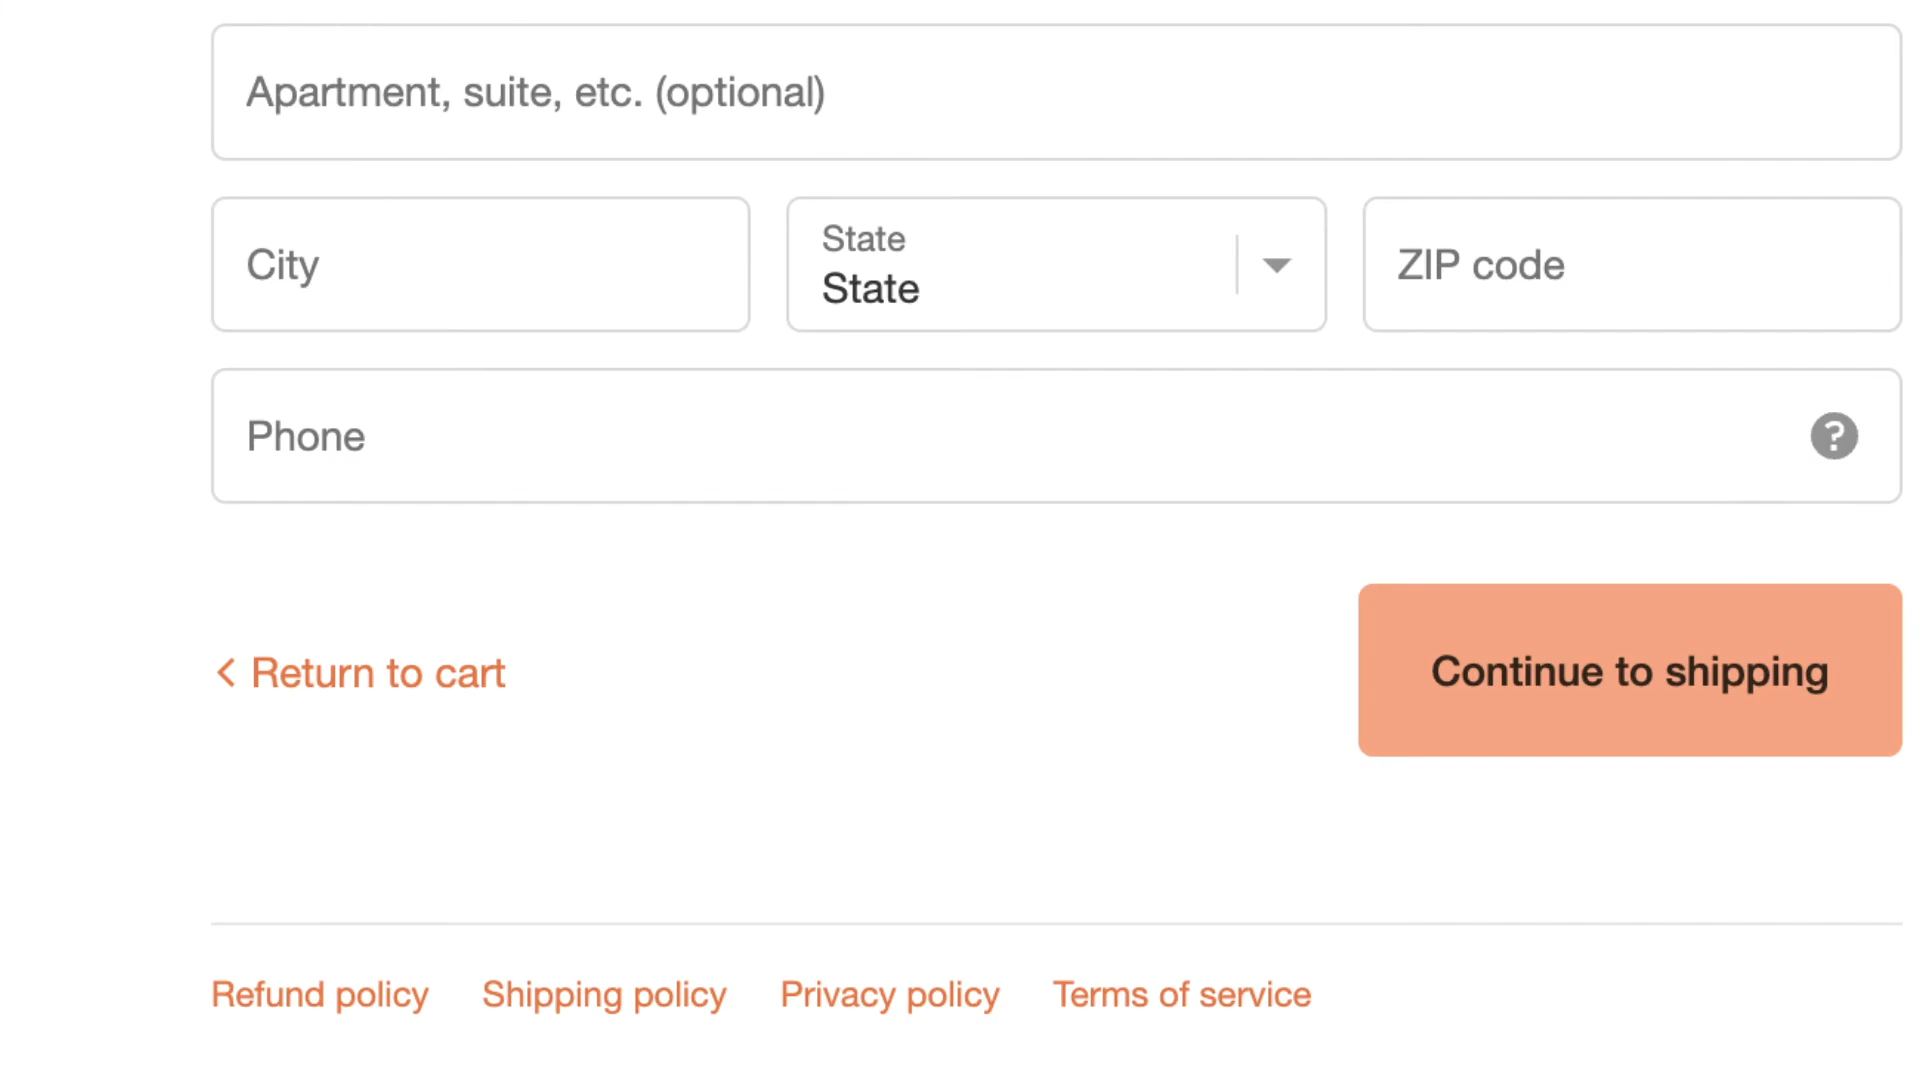 Apartment, suite, etc. (optional)
City
State
State
ZIP code
Phone
?
< Return to cart
Continue to shipping
Refund policy Shipping policy Privacy policy Terms of service